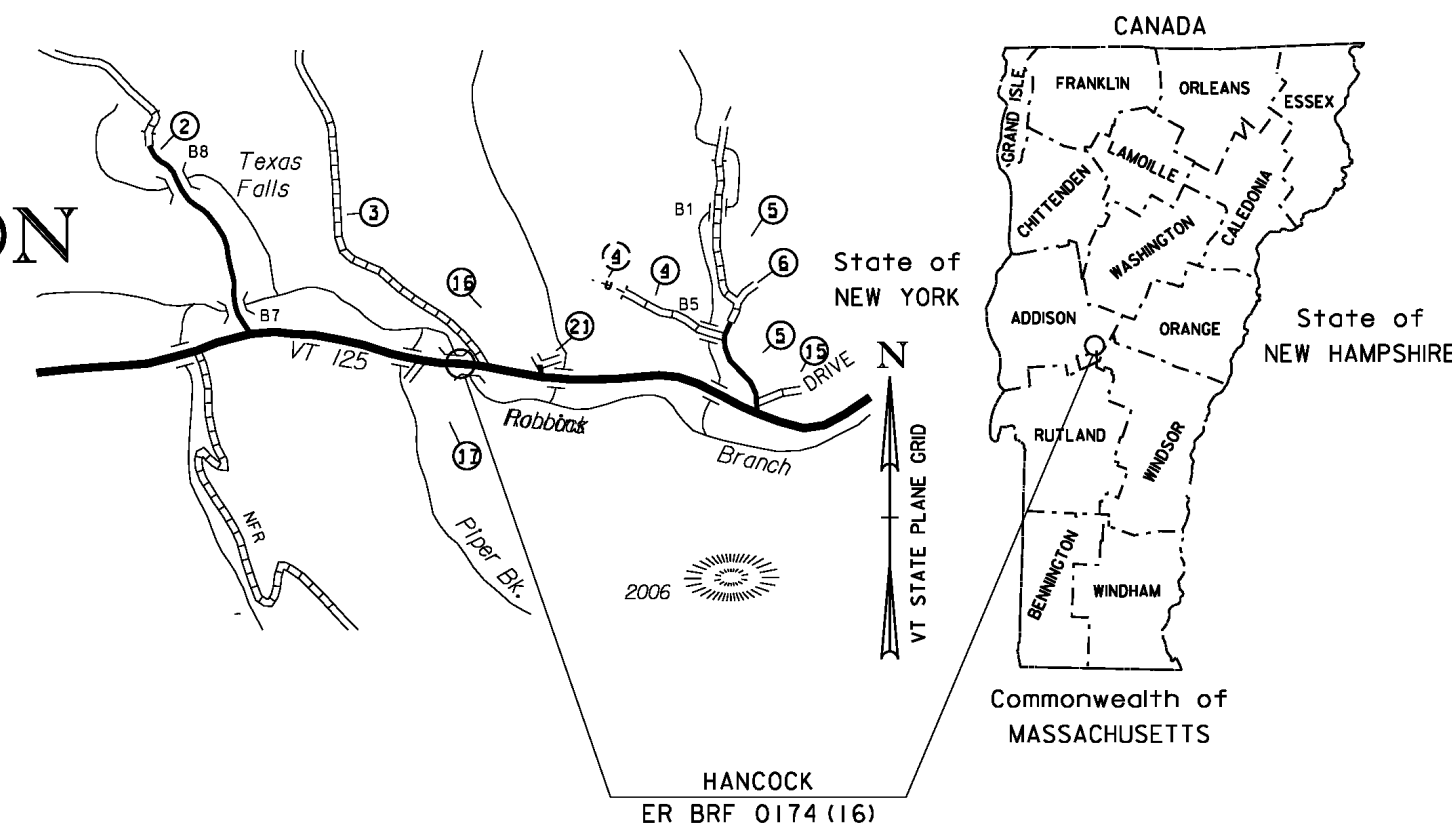 CANADA
GRAND ISLE
FRANKLIN
ORLEANS
ESSEX
LAMOILLE
CHITTENDEN
WASHINGTON
CALEDONIA
ADDISON
ORANGE
RUTLAND
WINDSOR
BENNINGTON
WINDHAM
State of
NEW YORK
State of
NEW HAMPSHIRE
Commonwealth of
MASSACHUSETTS
ON
2
B8
Texas
Falls
3
B1
5
4
4
6
B5
16
B7
VT 125
21
5
15
DRIVE
N
VT STATE PLANE GRID
Branch
17
NFR
Piper Bk.
2006
HANCOCK
ER BRF 0174 (16)